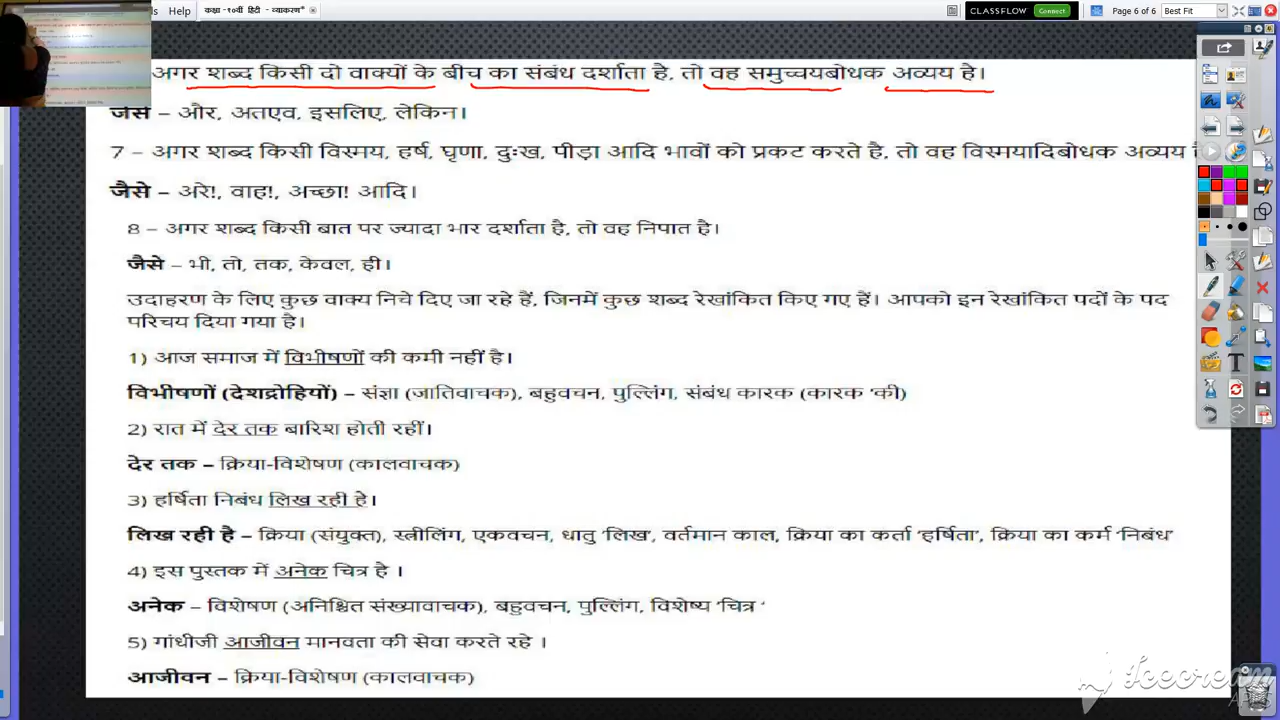 Help
कक्षा -१०वीं हिंदी - व्याकरण*
CLASSFLOW Connect
Page 6 of 6
Best Fit
अगर शब्द किसी दो वाक्यों के बीच का संबंध दर्शाता है, तो वह समुच्चयबोधक अव्यय है।
जैसे – और, अतएव, इसलिए, लेकिन।
7 – अगर शब्द किसी विस्मय, हर्ष, घृणा, दुःख, पीड़ा आदि भावों को प्रकट करते है, तो वह विस्मयादिबोधक अव्यय
जैसे – अरे!, वाह!, अच्छा! आदि।
8 – अगर शब्द किसी बात पर ज्यादा भार दर्शाता है, तो वह निपात है।
जैसे – भी, तो, तक, केवल, ही।
उदाहरण के लिए कुछ वाक्य निचे दिए जा रहे हैं, जिनमें कुछ शब्द रेखांकित किए गए हैं। आपको इन रेखांकित पदों के पद
परिचय दिया गया है।
1) आज समाज में विभीषणों की कमी नहीं है।
विभीषणों (देशद्रोहियों) – संज्ञा (जातिवाचक), बहुवचन, पुल्लिंग, संबंध कारक (कारक 'की)
2) रात में देर तक बारिश होती रहीं।
देर तक – क्रिया-विशेषण (कालवाचक)
3) हर्षिता निबंध लिख रही है।
लिख रही है – क्रिया (संयुक्त), स्त्रीलिंग, एकवचन, धातु 'लिख', वर्तमान काल, क्रिया का कर्ता 'हर्षिता', क्रिया का कर्म 'निबंध'
4) इस पुस्तक में अनेक चित्र है ।
अनेक – विशेषण (अनिश्चित संख्यावाचक), बहुवचन, पुल्लिंग, विशेष्य 'चित्र '
5) गांधीजी आजीवन मानवता की सेवा करते रहे ।
आजीवन – क्रिया-विशेषण (कालवाचक)
Icecream
APPS